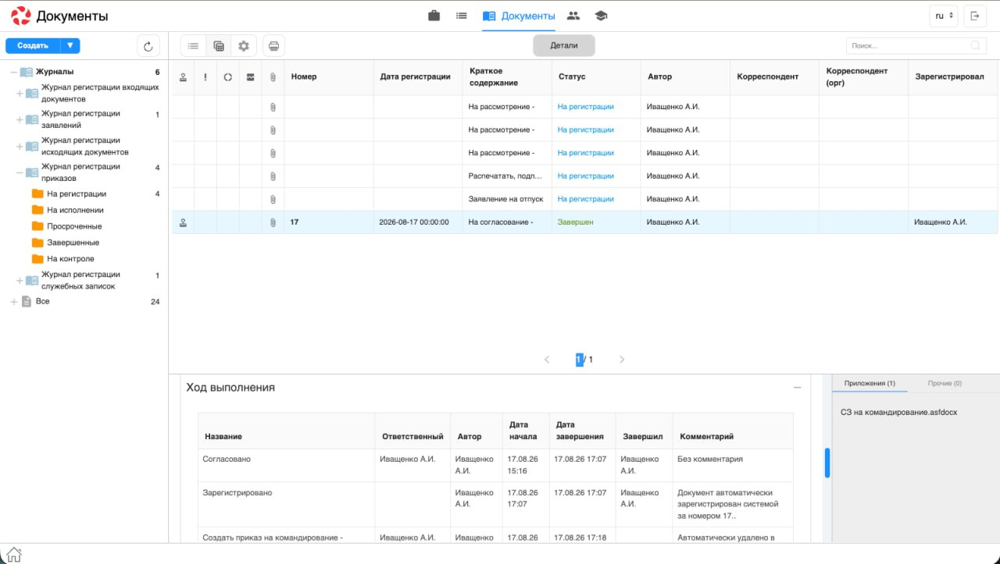 Документы
Документы
ru
Создать
Детали
Поиск...
Журналы 6
Журнал регистрации входящих
документов
Журнал регистрации 1
заявлений
Журнал регистрации
исходящих документов
Журнал регистрации 4
приказов
На регистрации 4
На исполнении
Просроченные
Завершенные
На контроле
Журнал регистрации 1
служебных записок
Все 24
! Номер Дата регистрации Краткое содержание Статус Автор Корреспондент Корреспондент (орг) Зарегистрировал
На рассмотрение - На регистрации Иващенко А.И.
На рассмотрение - На регистрации Иващенко А.И.
На рассмотрение - На регистрации Иващенко А.И.
Распечатать, подп... На регистрации Иващенко А.И.
Заявление на отпуск На регистрации Иващенко А.И.
17 2026-08-17 00:00:00 На согласование - Завершен Иващенко А.И. Иващенко А.И.
1 / 1
Ход выполнения
Название Ответственный Автор Дата начала Дата завершения Завершил Комментарий
Согласовано Иващенко А.И. Иващенко А.И. 17.08.26 15:16 17.08.26 17:07 Иващенко А.И. Без комментария
Зарегистрировано Иващенко А.И. 17.08.26 17:07 17.08.26 17:07 Иващенко А.И. Документ автоматически
зарегистрирован системой
за номером 17..
Создать приказ на командирование - Иващенко А.И. Иващенко 17.08.26 17.08.26 17:18 Автоматически удалено в
Приложения (1) Прочие (0)
СЗ на командирование.asfdocx